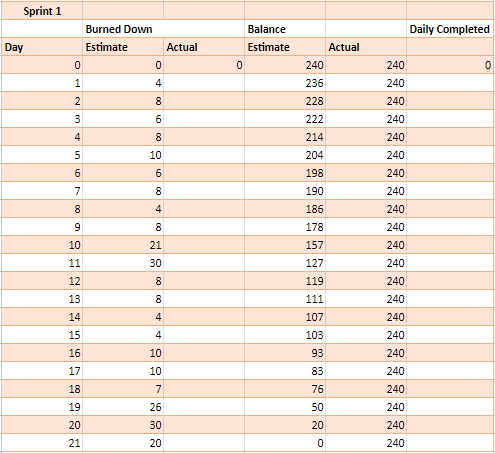 Sprint 1
Burned Down Balance Daily Completed
Day Estimate Actual Estimate Actual
0 0 0 240 240 0
1 4 236 240
2 8 228 240
3 6 222 240
4 8 214 240
5 10 204 240
6 6 198 240
7 8 190 240
8 4 186 240
9 8 178 240
10 21 157 240
11 30 127 240
12 8 119 240
13 8 111 240
14 4 107 240
15 4 103 240
16 10 93 240
17 10 83 240
18 7 76 240
19 26 50 240
20 30 20 240
21 20 0 240